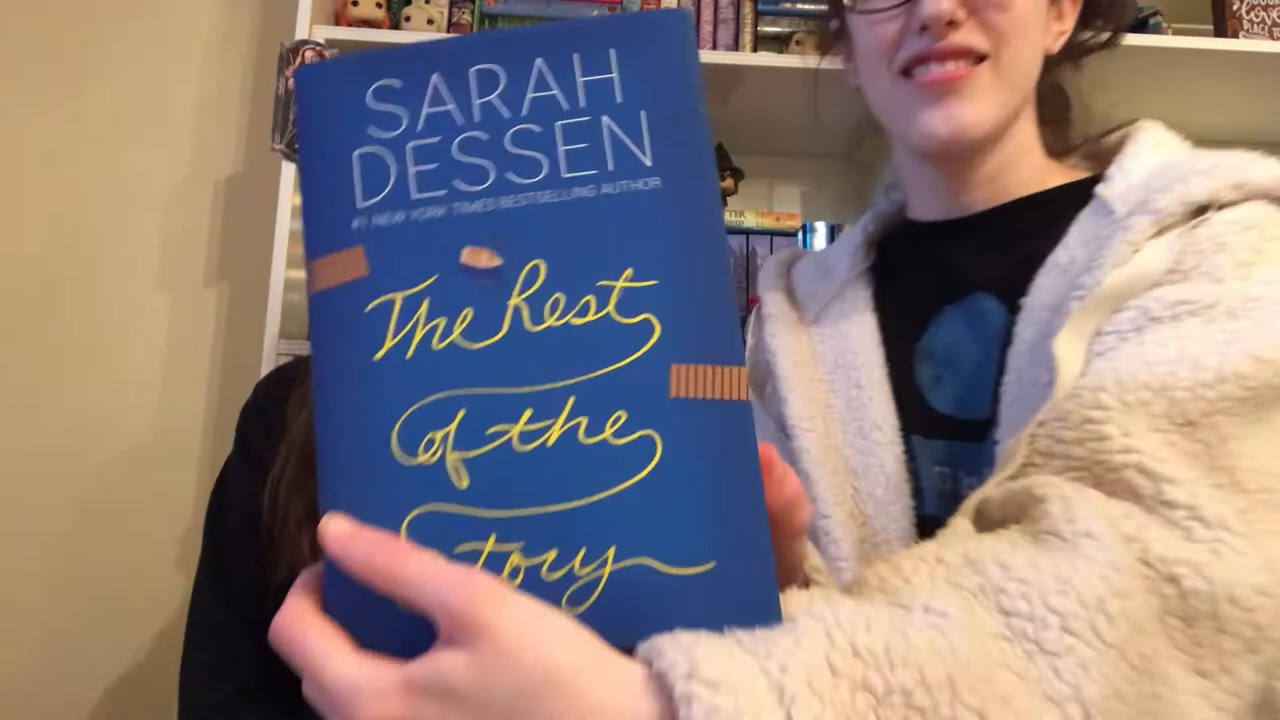 SARAH
DESSEN
#1 NEW YORK TIMES BESTSELLING AUTHOR
The Rest
of the
Story